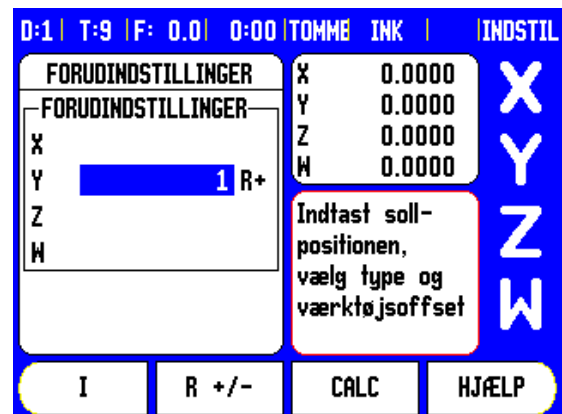 D:1 | T:9 | F: 0.0 | 0:00 | TOMME INK | | INDSTIL
FORUDINDSTILLINGER
FORUDINDSTILLINGER
X
Y 1 R+
Z
W
X 0.0000
Y 0.0000
Z 0.0000
W 0.0000
Indtast soll-
positionen,
vælg type og
værktøjsoffset
X
Y
Z
W
I R +/- CALC HJÆLP